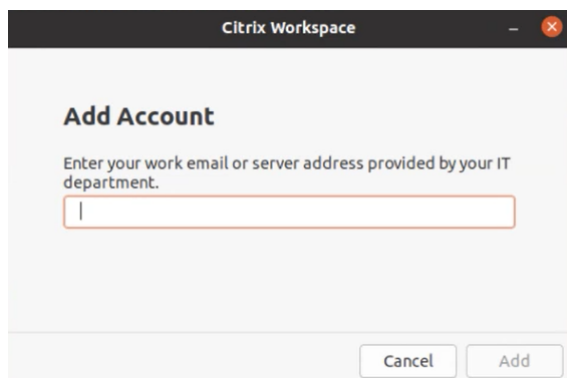 Citrix Workspace
Add Account
Enter your work email or server address provided by your IT
department.
Cancel
Add